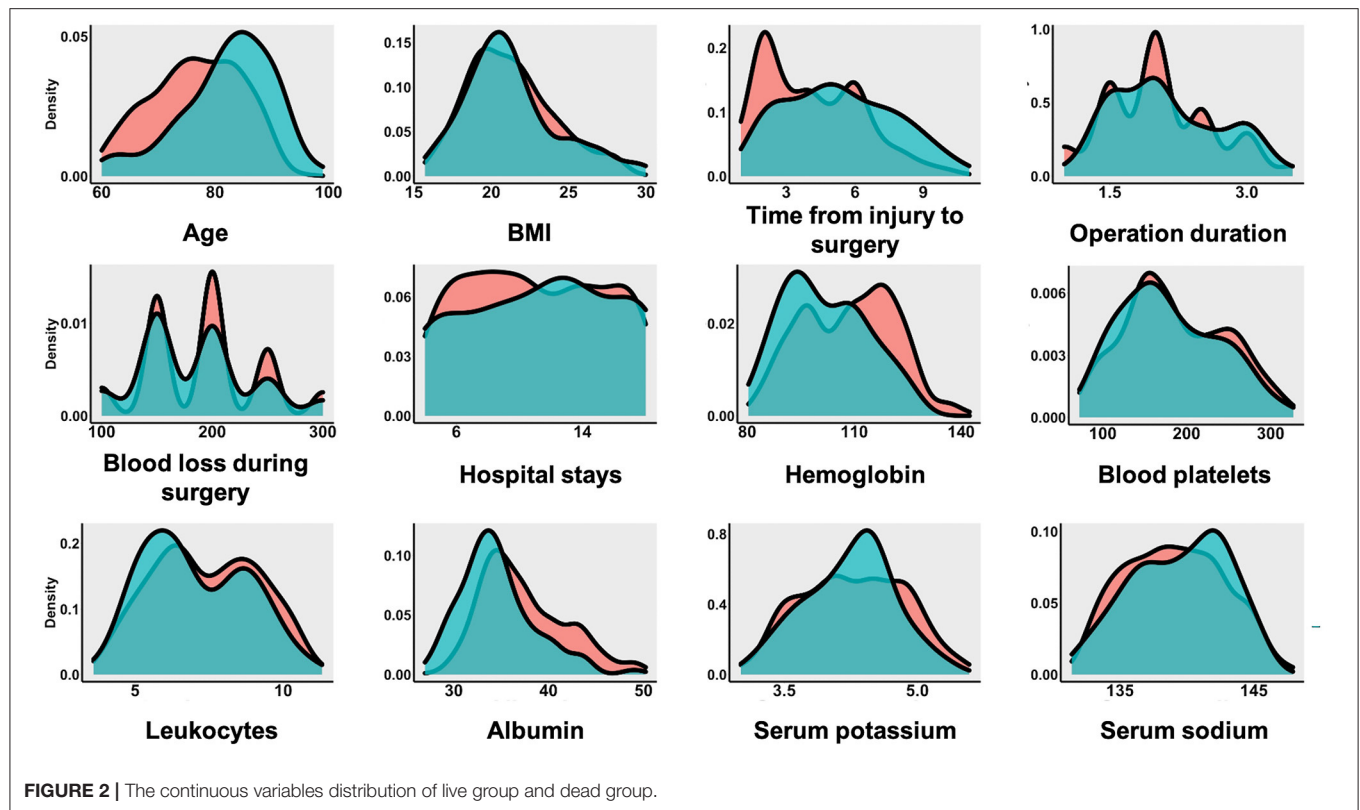 0.05
Density
0.00
60 80 100
Age
0.15
0.10
0.05
0.00
15 20 25 30
BMI
0.2
0.1
0.0
3 6 9
Time from injury to
surgery
1.0
0.5
0.0
1.5 3.0
Operation duration
0.01
Density
0.00
100 200 300
Blood loss during
surgery
0.06
0.03
0.00
6 14
Hospital stays
0.02
0.00
80 110 140
Hemoglobin
0.006
0.003
0.000
100 200 300
Blood platelets
0.2
0.1
0.0
Density
5 10
Leukocytes
0.10
0.05
0.00
30 40 50
Albumin
0.8
0.4
0.0
3.5 5.0
Serum potassium
0.10
0.05
0.00
135 145
Serum sodium
FIGURE 2 | The continuous variables distribution of live group and dead group.